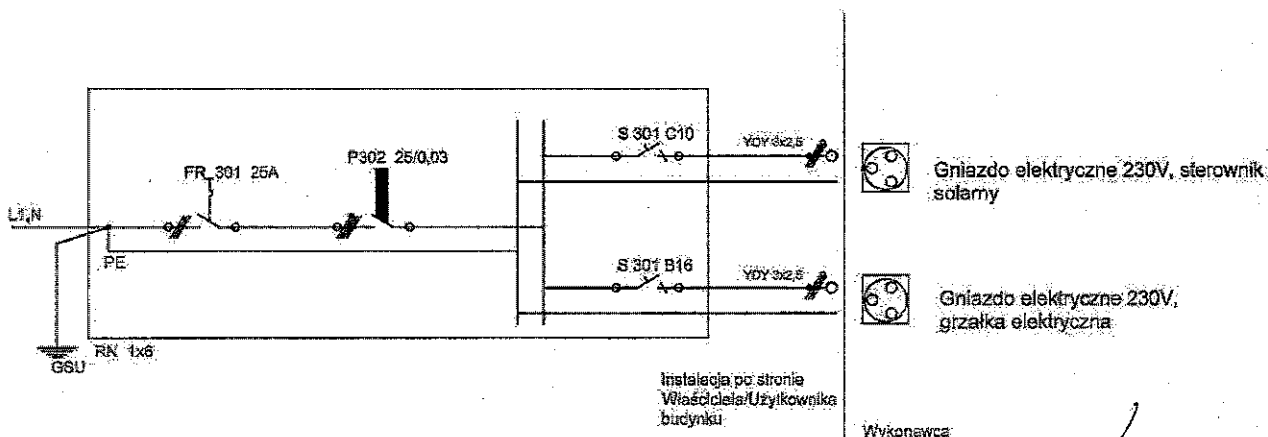 S 301 C10
YDY 3x2,5
P302 25/0,03
FR 301 25A
Gniazdo elektryczne 230V, sterownik
solarny
L1,N
PE
S 301 B16
YDY 3x2,5
Gniazdo elektryczne 230V,
grzałka elektryczna
RN 1x6
GSU
Instalacja po stronie
Właściciela/Użytkownika
budynku
Wykonawca